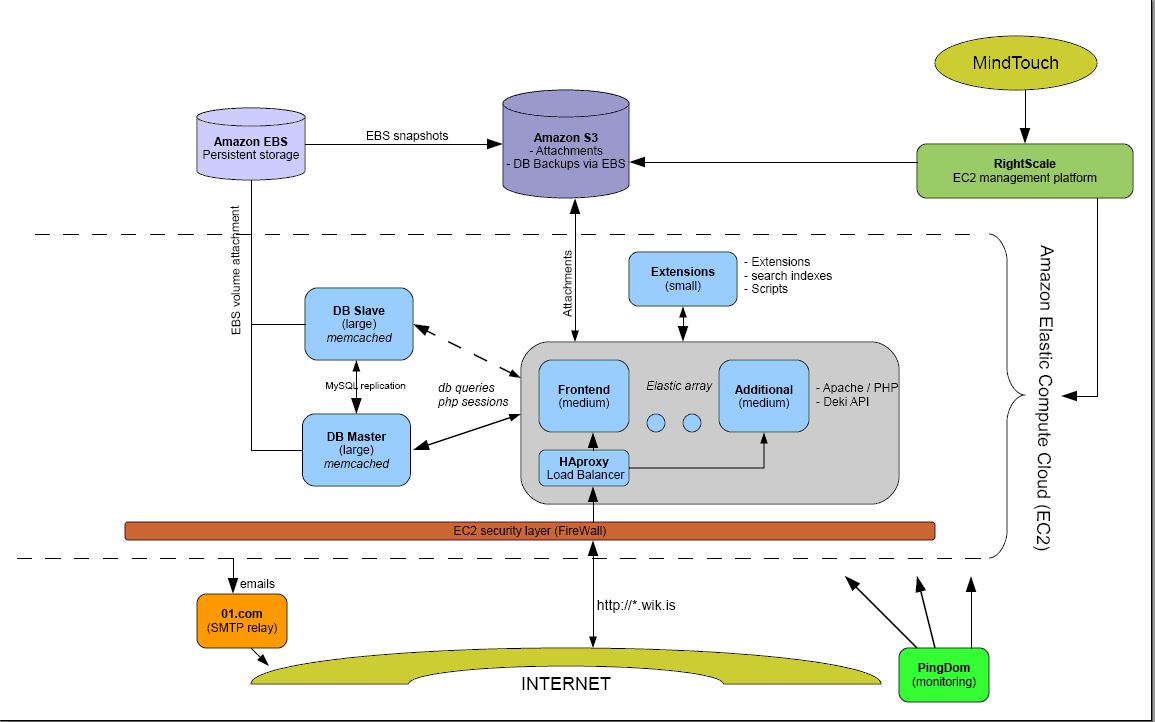 MindTouch
Amazon EBS
Persistent storage
EBS snapshots
Amazon S3
- Attachments
- DB Backups via EBS
RightScale
EC2 management platform
EBS volume attachment
Attachments
Extensions
(small)
- Extensions
- search indexes
- Scripts
Amazon Elastic Compute Cloud (EC2)
DB Slave
(large)
memcached
MySQL replication
db queries
php sessions
DB Master
(large)
memcached
Frontend
(medium)
Elastic array
Additional
(medium)
- Apache / PHP
- Deki API
HAproxy
Load Balancer
EC2 security layer (FireWall)
emails
01.com
(SMTP relay)
http://*.wik.is
INTERNET
PingDom
(monitoring)